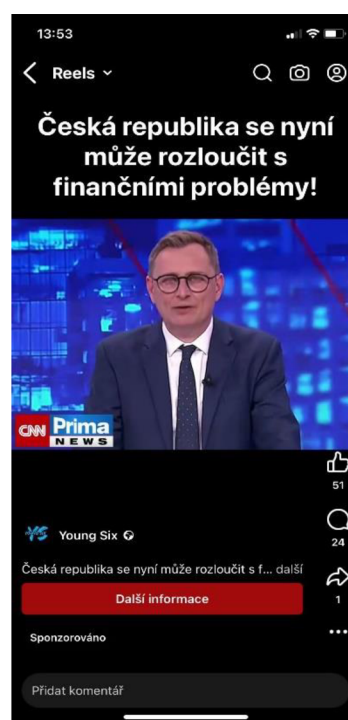 13:53
Reels
Česká republika se nyní
může rozloučit s
finančními problémy!
CNN Prima
NEWS
51
YS Young Six
24
Česká republika se nyní může rozloučit s f... další
Další informace
1
Sponzorováno
Přidat komentář